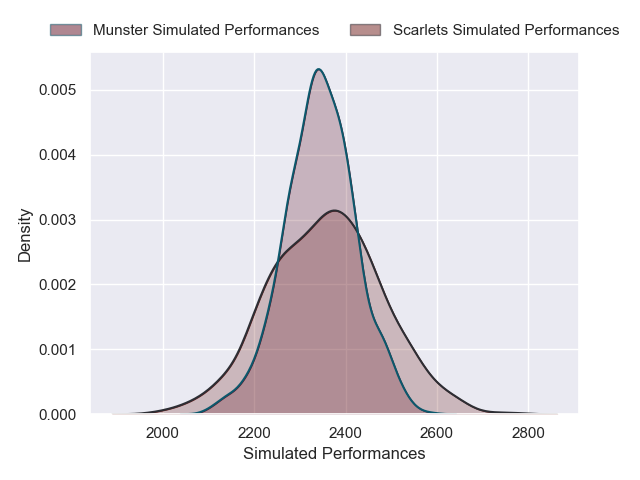 Munster Simulated Performances
Scarlets Simulated Performances
0.005
0.004
0.003
0.002
0.001
0.000
Density
2000 2200 2400 2600 2800
Simulated Performances